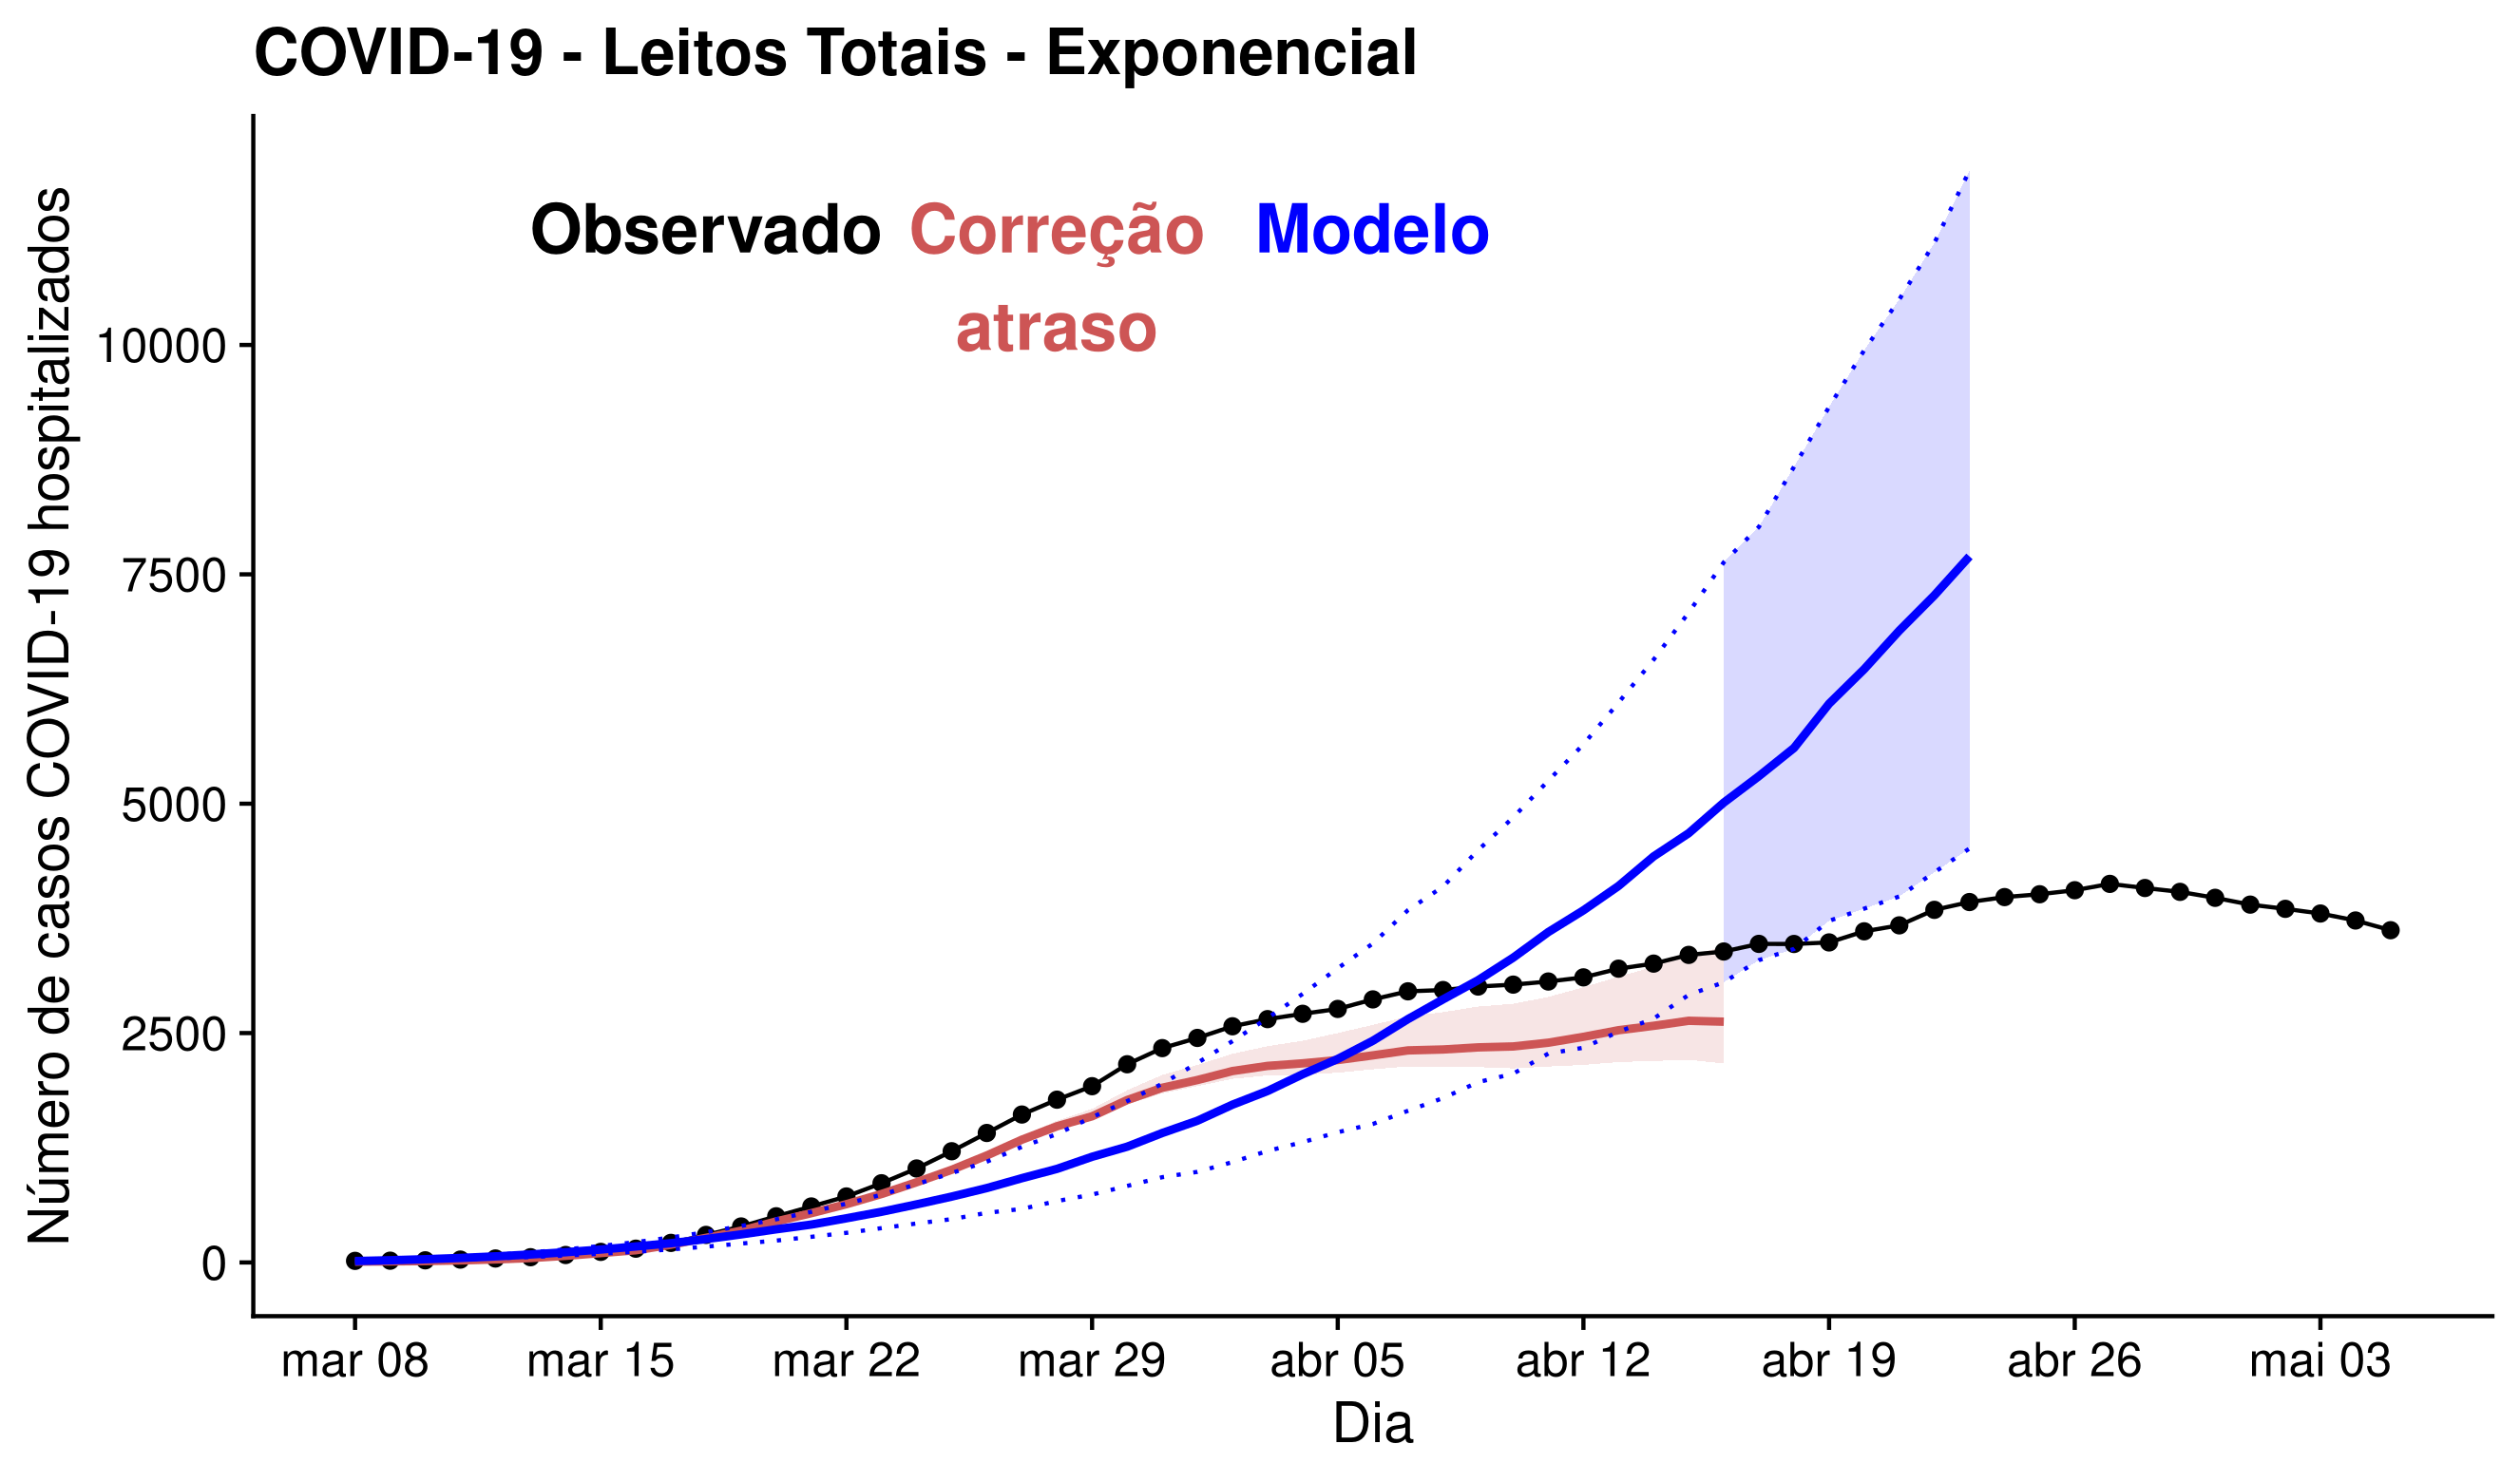 COVID-19 - Leitos Totais - Exponencial
Observado Correção Modelo
atraso
Número de casos COVID-19 hospitalizados
10000
7500
5000
2500
0
mar 08 mar 15 mar 22 mar 29 abr 05 abr 12 abr 19 abr 26 mai 03
Dia